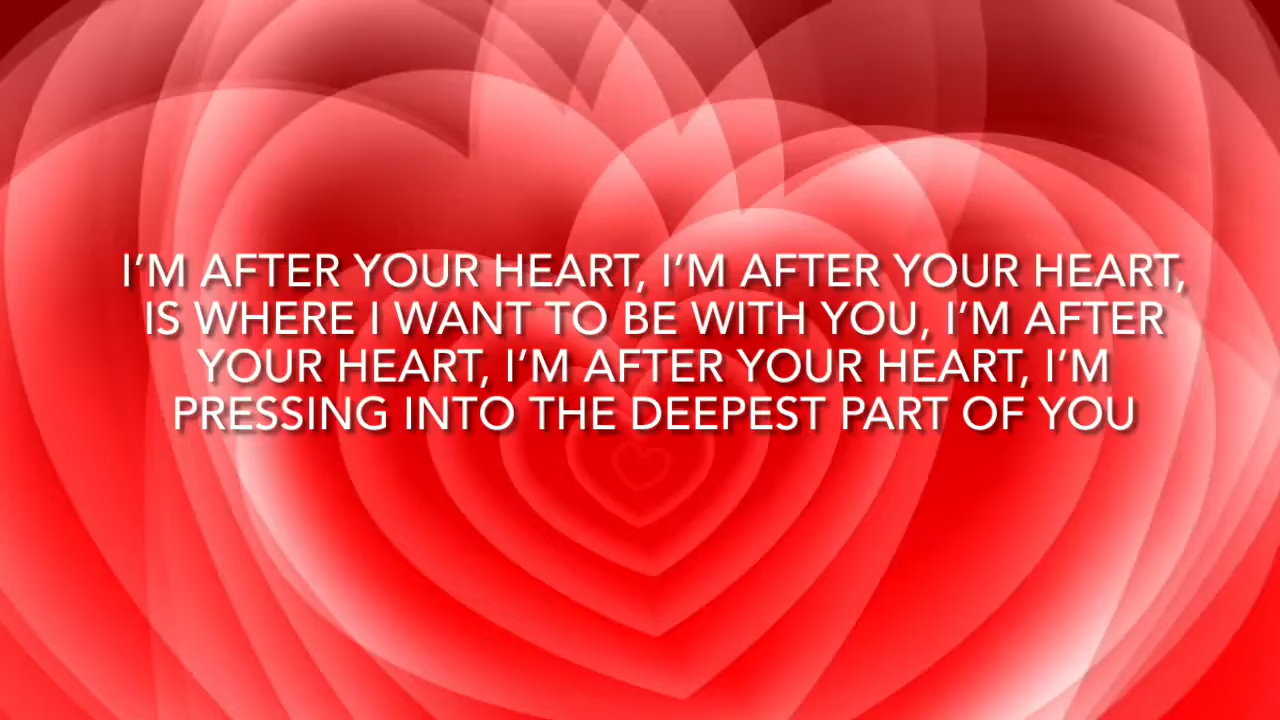 I'M AFTER YOUR HEART, I'M AFTER YOUR HEART,
IS WHERE I WANT TO BE WITH YOU, I'M AFTER
YOUR HEART, I'M AFTER YOUR HEART, I'M
PRESSING INTO THE DEEPEST PART OF YOU